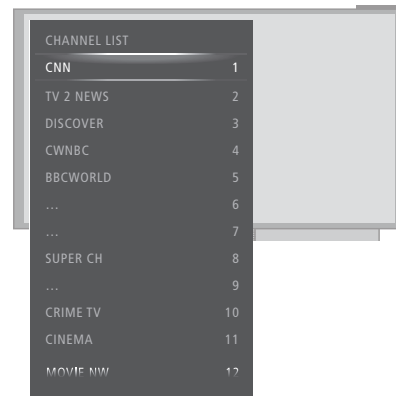 CHANNEL LIST
CNN 1
TV 2 NEWS 2
DISCOVER 3
CWNBC 4
BBCWORLD 5
... 6
... 7
SUPER CH 8
... 9
CRIME TV 10
CINEMA 11
MOVIE NW 12